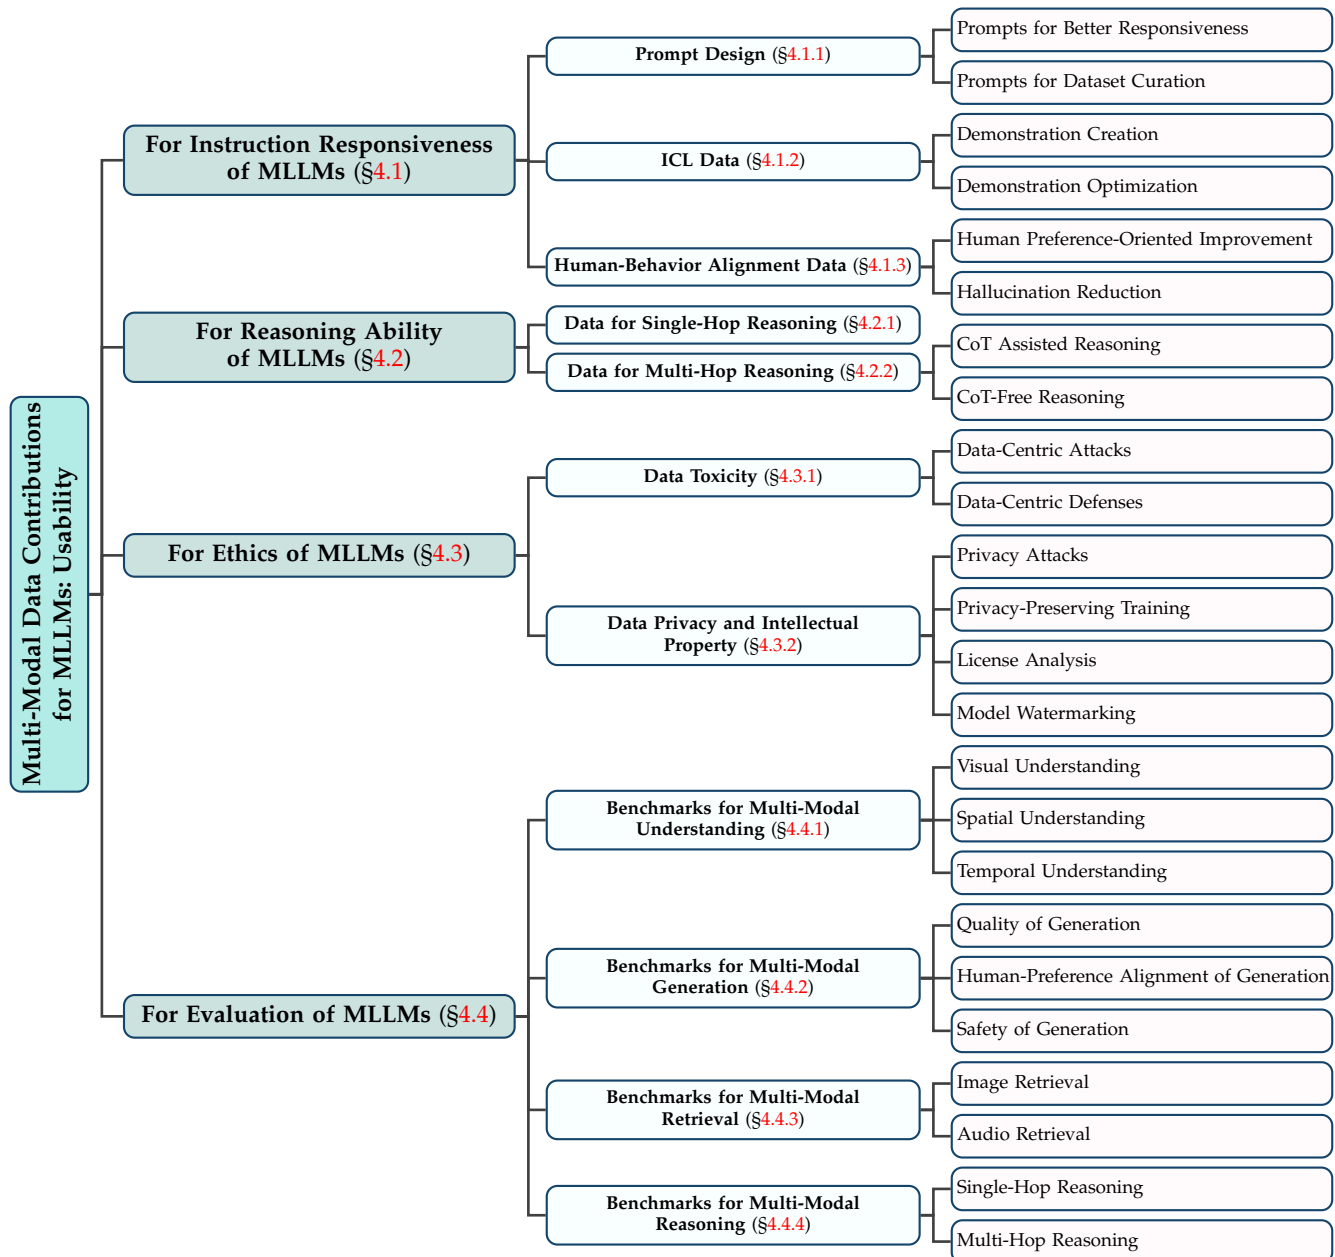 Multi-Modal Data Contributions
for MLLMs: Usability
For Instruction Responsiveness
of MLLMs (§4.1)
Prompt Design (§4.1.1)
Prompts for Better Responsiveness
Prompts for Dataset Curation
ICL Data (§4.1.2)
Demonstration Creation
Demonstration Optimization
Human-Behavior Alignment Data (§4.1.3)
Human Preference-Oriented Improvement
Hallucination Reduction
For Reasoning Ability
of MLLMs (§4.2)
Data for Single-Hop Reasoning (§4.2.1)
Data for Multi-Hop Reasoning (§4.2.2)
CoT Assisted Reasoning
CoT-Free Reasoning
For Ethics of MLLMs (§4.3)
Data Toxicity (§4.3.1)
Data-Centric Attacks
Data-Centric Defenses
Data Privacy and Intellectual
Property (§4.3.2)
Privacy Attacks
Privacy-Preserving Training
License Analysis
Model Watermarking
For Evaluation of MLLMs (§4.4)
Benchmarks for Multi-Modal
Understanding (§4.4.1)
Visual Understanding
Spatial Understanding
Temporal Understanding
Benchmarks for Multi-Modal
Generation (§4.4.2)
Quality of Generation
Human-Preference Alignment of Generation
Safety of Generation
Benchmarks for Multi-Modal
Retrieval (§4.4.3)
Image Retrieval
Audio Retrieval
Benchmarks for Multi-Modal
Reasoning (§4.4.4)
Single-Hop Reasoning
Multi-Hop Reasoning